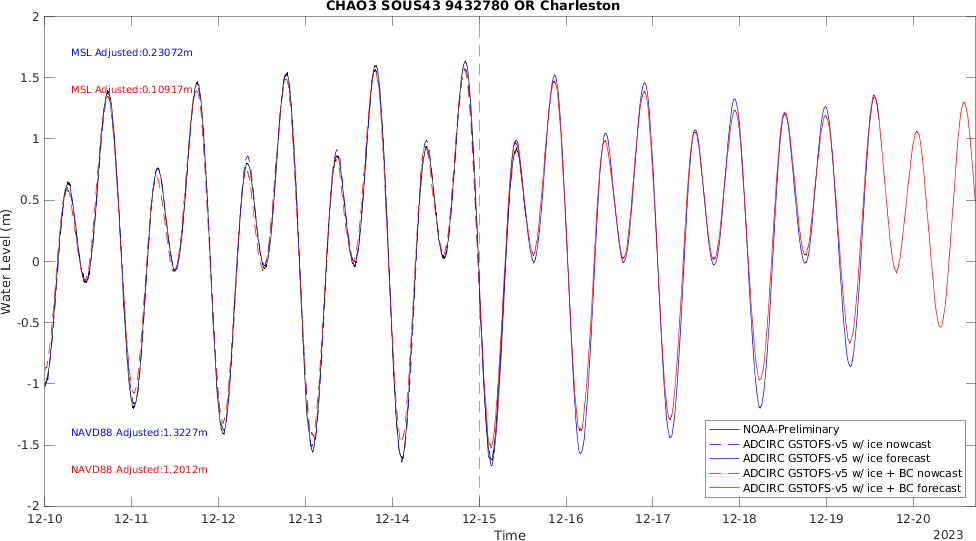 CHAO3 SOUS43 9432780 OR Charleston
2
1.5
1
0.5
0
-0.5
-1
-1.5
-2
Water Level (m)
MSL Adjusted:0.23072m
MSL Adjusted:0.10917m
NAVD88 Adjusted:1.3227m
NAVD88 Adjusted:1.2012m
NOAA-Preliminary
ADCIRC GSTOFS-v5 w/ ice nowcast
ADCIRC GSTOFS-v5 w/ ice forecast
ADCIRC GSTOFS-v5 w/ ice + BC nowcast
ADCIRC GSTOFS-v5 w/ ice + BC forecast
12-10 12-11 12-12 12-13 12-14 12-15 12-16 12-17 12-18 12-19 12-20
Time
2023